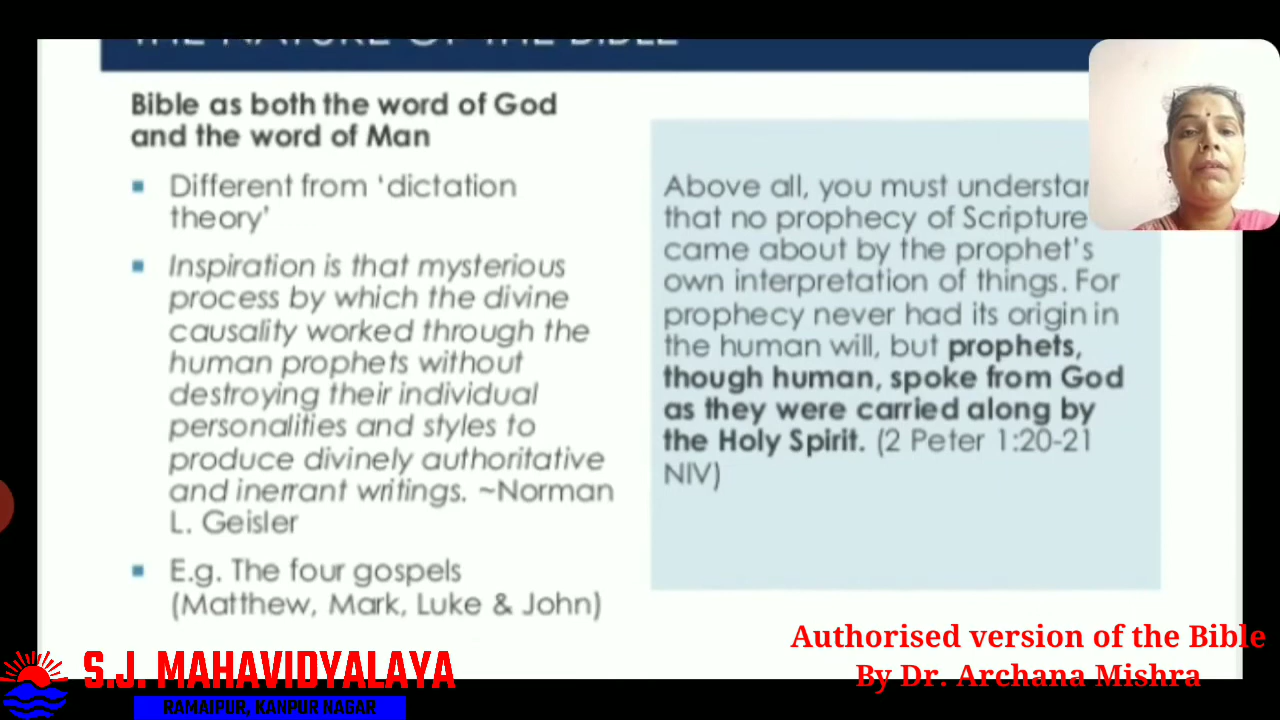 THE NATURE OF THE BIBLE
Bible as both the word of God
and the word of Man
Different from ‘dictation
theory’
Inspiration is that mysterious
process by which the divine
causality worked through the
human prophets without
destroying their individual
personalities and styles to
produce divinely authoritative
and inerrant writings. ~Norman
L. Geisler
E.g. The four gospels
(Matthew, Mark, Luke & John)
Above all, you must
that no prophecy of Scripture
came about by the prophet’s
own interpretation of things. For
prophecy never had its origin in
the human will, but prophets,
though human, spoke from God
as they were carried along by
the Holy Spirit. (2 Peter 1:20-21
NIV)
Authorised version of the Bible
By Dr. Archana Mishra
S.J. MAHAVIDYALAYA
RAMAIPUR, KANPUR NAGAR